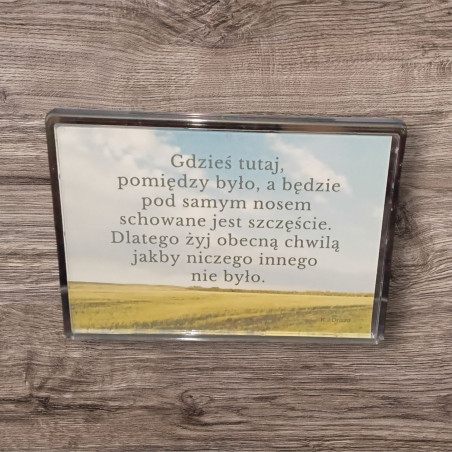 Gdzieś tutaj,
pomiędzy było, a będzie
pod samym nosem
schowane jest szczęście.
Dlatego żyj obecną chwilą
jakby niczego innego
nie było.